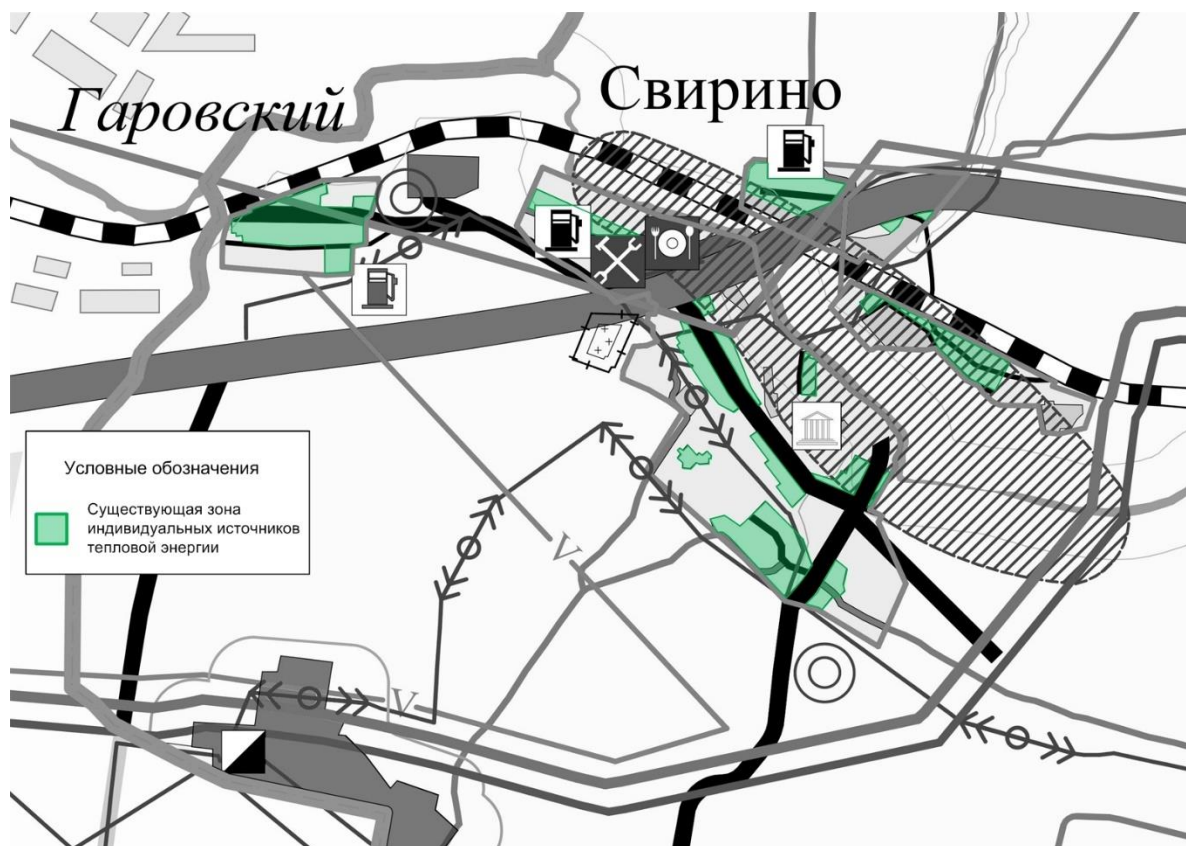 Гаровский
Свирино
V
Условные обозначения
Существующая зона
индивидуальных источников
тепловой энергии
V